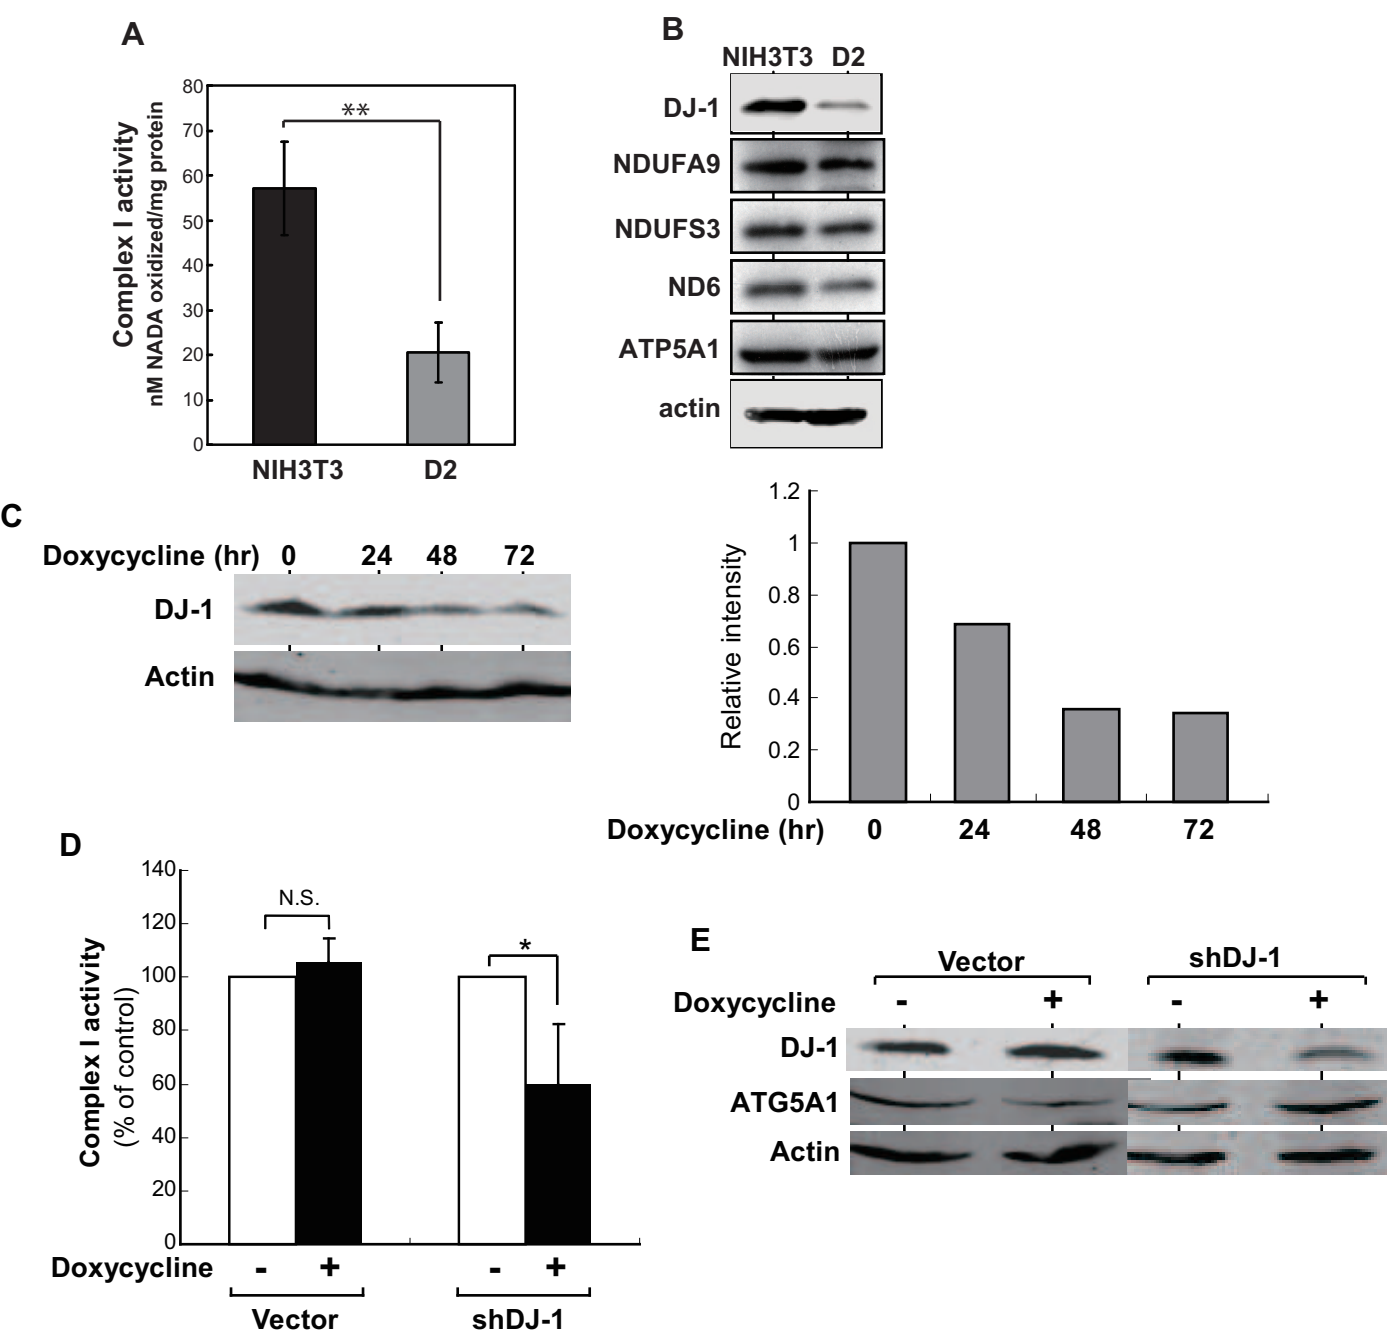 A
Complex I activity
nM NADA oxidized/mg protein
80
70
60
50
40
30
20
10
0
**
NIH3T3 D2
B
NIH3T3 D2
DJ-1
NDUFA9
NDUFS3
ND6
ATP5A1
actin
C
Doxycycline (hr) 0 24 48 72
DJ-1
Actin
Relative intensity
1.2
1
0.8
0.6
0.4
0.2
0
Doxycycline (hr) 0 24 48 72
D
Complex I activity
(% of control)
140
120
100
80
60
40
20
0
N.S.
*
Doxycycline - + - +
Vector shDJ-1
E
Vector shDJ-1
Doxycycline - + - +
DJ-1
ATG5A1
Actin